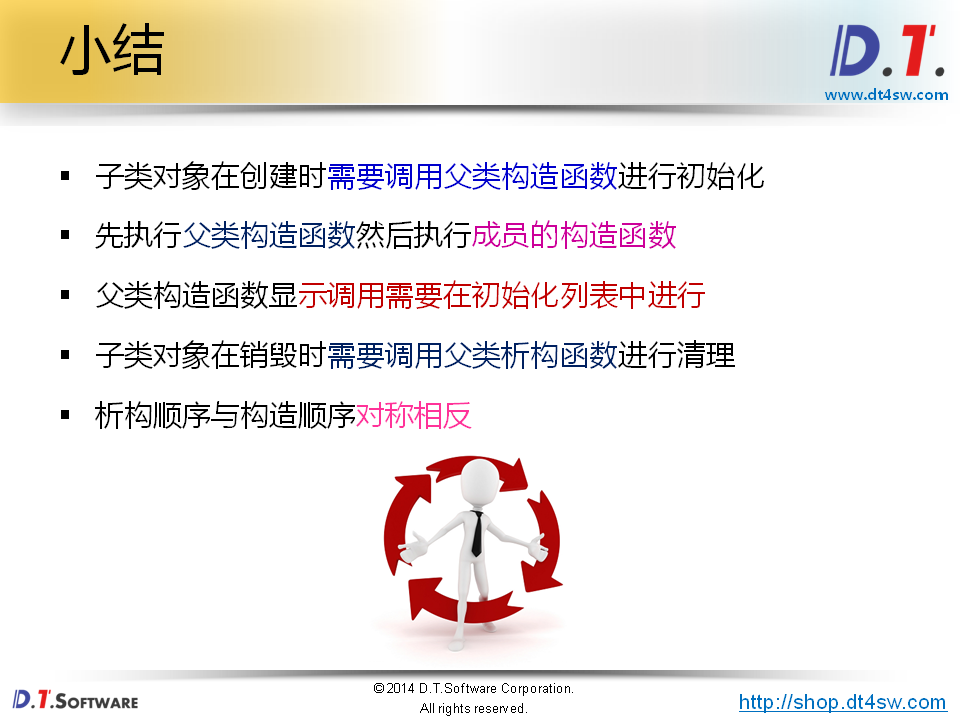 小结
D.T.
www.dt4sw.com
▪ 子类对象在创建时需要调用父类构造函数进行初始化
▪ 先执行父类构造函数然后执行成员的构造函数
▪ 父类构造函数显示调用需要在初始化列表中进行
▪ 子类对象在销毁时需要调用父类析构函数进行清理
▪ 析构顺序与构造顺序对称相反
D.T.SOFTWARE
©2014 D.T.Software Corporation.
All rights reserved.
http://shop.dt4sw.com